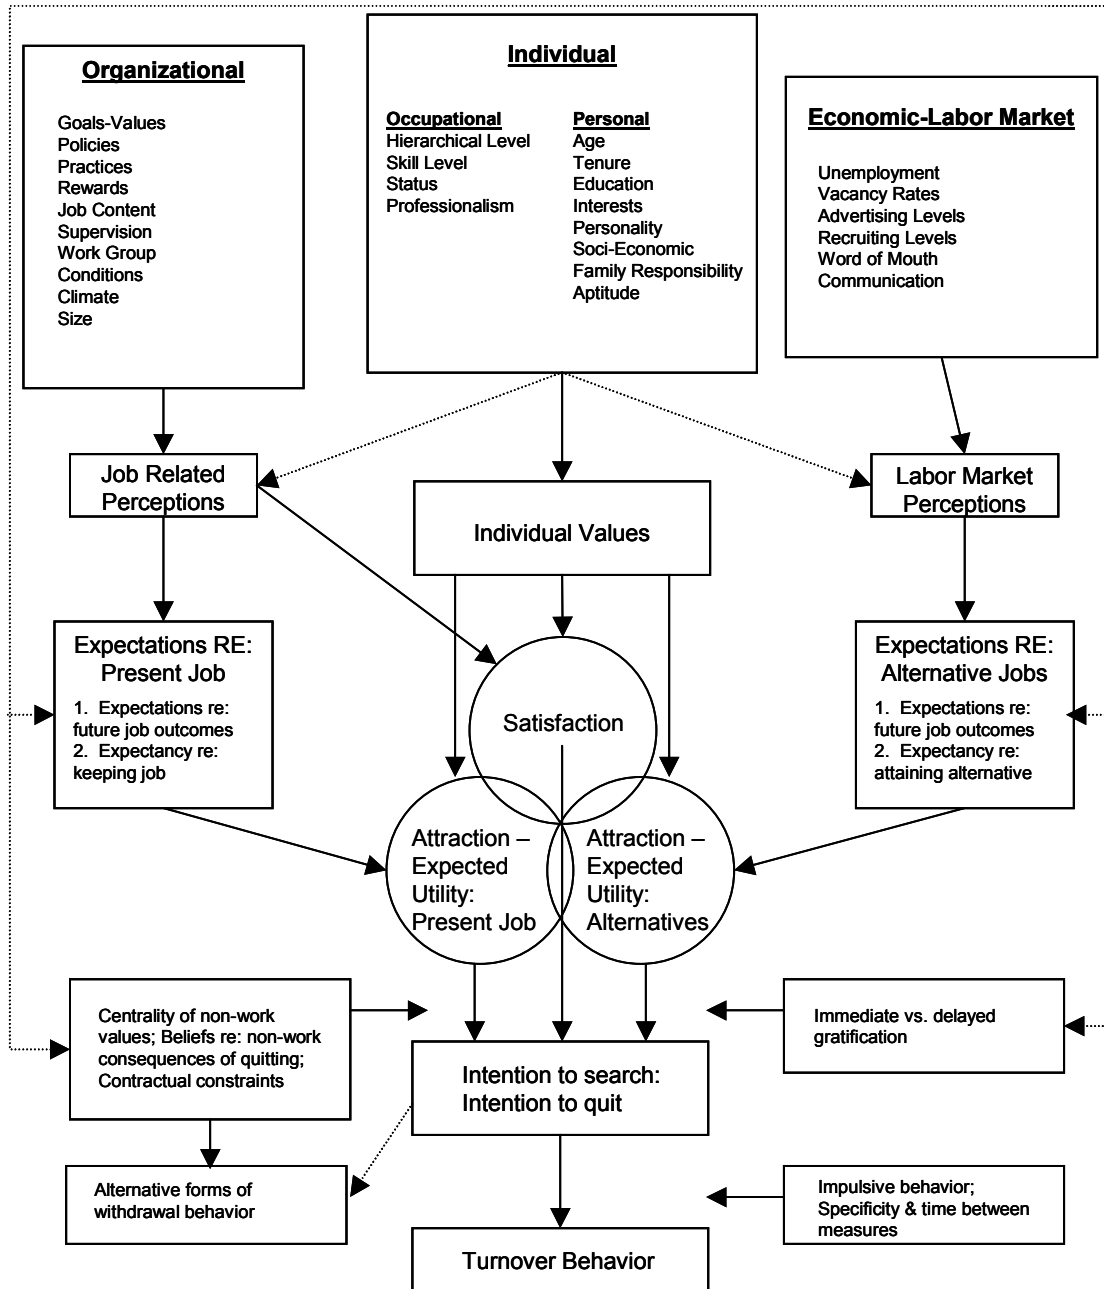 Organizational
Goals-Values
Policies
Practices
Rewards
Job Content
Supervision
Work Group
Conditions
Climate
Size
Individual
Occupational
Hierarchical Level
Skill Level
Status
Professionalism
Personal
Age
Tenure
Education
Interests
Personality
Soci-Economic
Family Responsibility
Aptitude
Economic-Labor Market
Unemployment
Vacancy Rates
Advertising Levels
Recruiting Levels
Word of Mouth
Communication
Job Related
Perceptions
Individual Values
Labor Market
Perceptions
Expectations RE:
Present Job
1. Expectations re:
future job outcomes
2. Expectancy re:
keeping job
Satisfaction
Expectations RE:
Alternative Jobs
1. Expectations re:
future job outcomes
2. Expectancy re:
attaining alternative
Attraction –
Expected
Utility:
Present Job
Attraction –
Expected
Utility:
Alternatives
Centrality of non-work
values; Beliefs re: non-work
consequences of quitting;
Contractual constraints
Immediate vs. delayed
gratification
Intention to search:
Intention to quit
Alternative forms of
withdrawal behavior
Impulsive behavior;
Specificity & time between
measures
Turnover Behavior